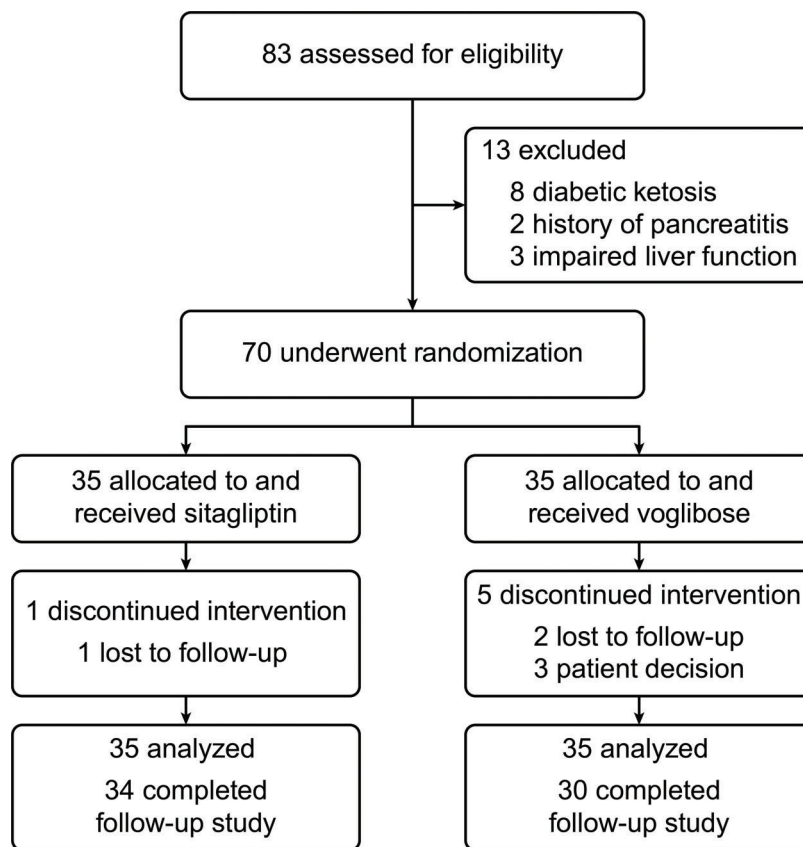 83 assessed for eligibility
13 excluded
8 diabetic ketosis
2 history of pancreatitis
3 impaired liver function
70 underwent randomization
35 allocated to and
received sitagliptin
35 allocated to and
received voglibose
1 discontinued intervention
1 lost to follow-up
5 discontinued intervention
2 lost to follow-up
3 patient decision
35 analyzed
34 completed
follow-up study
35 analyzed
30 completed
follow-up study